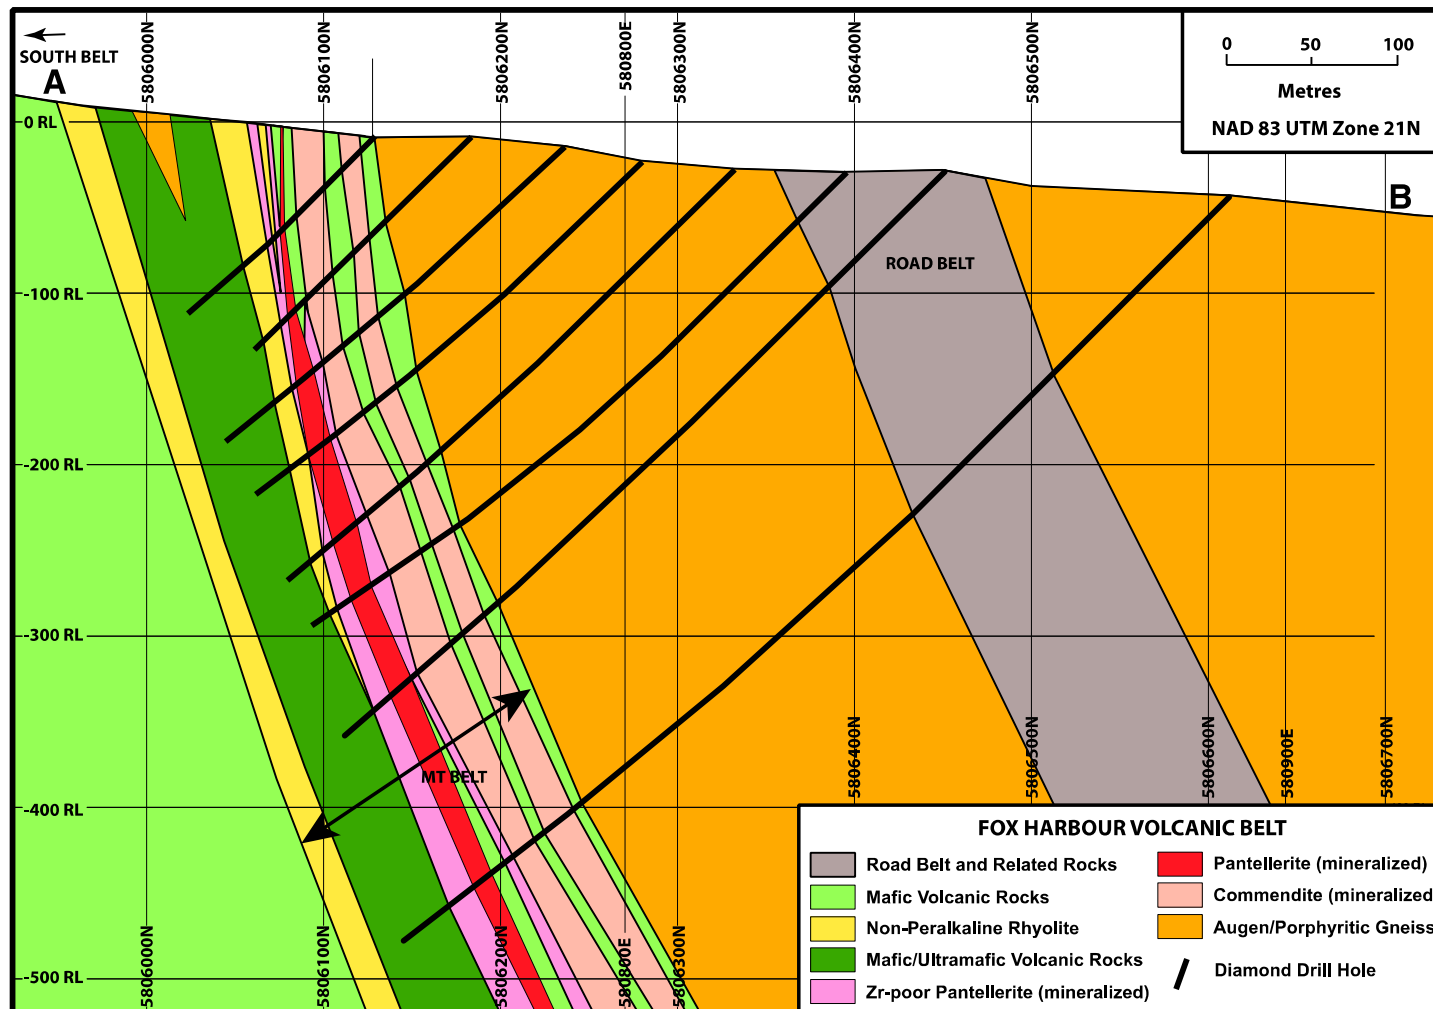 SOUTH BELT
A
5806000N
5806100N
5806200N
580800E
5806300N
5806400N
5806500N
0 50 100
Metres
NAD 83 UTM Zone 21N
0 RL
B
ROAD BELT
-100 RL
-200 RL
-300 RL
MT BELT
-400 RL
-500 RL
5806000N
5806100N
5806200N
580800E
5806300N
5806400N
5806500N
5806600N
580900E
5806700N
FOX HARBOUR VOLCANIC BELT
Road Belt and Related Rocks
Mafic Volcanic Rocks
Non-Peralkaline Rhyolite
Mafic/Ultramafic Volcanic Rocks
Zr-poor Pantellerite (mineralized)
Pantellerite (mineralized)
Commendite (mineralized
Augen/Porphyritic Gneiss
Diamond Drill Hole